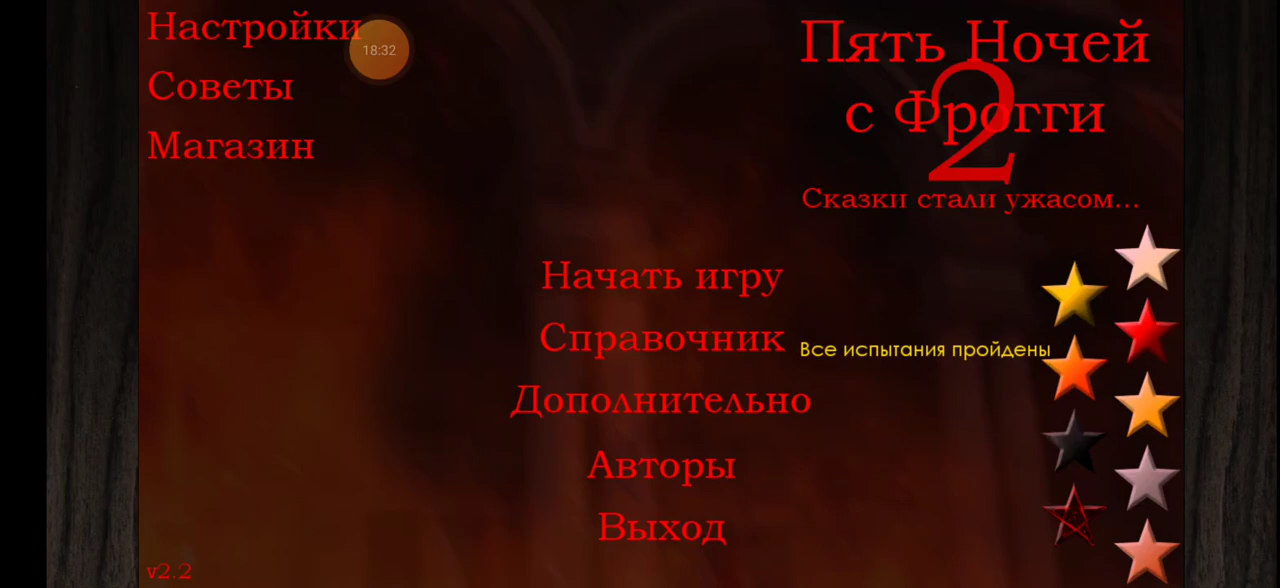 Настройки
18:32
Советы
Магазин
Пять Ночей
с Фрогги
2
Сказки стали ужасом...
Начать игру
Справочник
Все испытания пройдены
Дополнительно
Авторы
Выход
v2.2